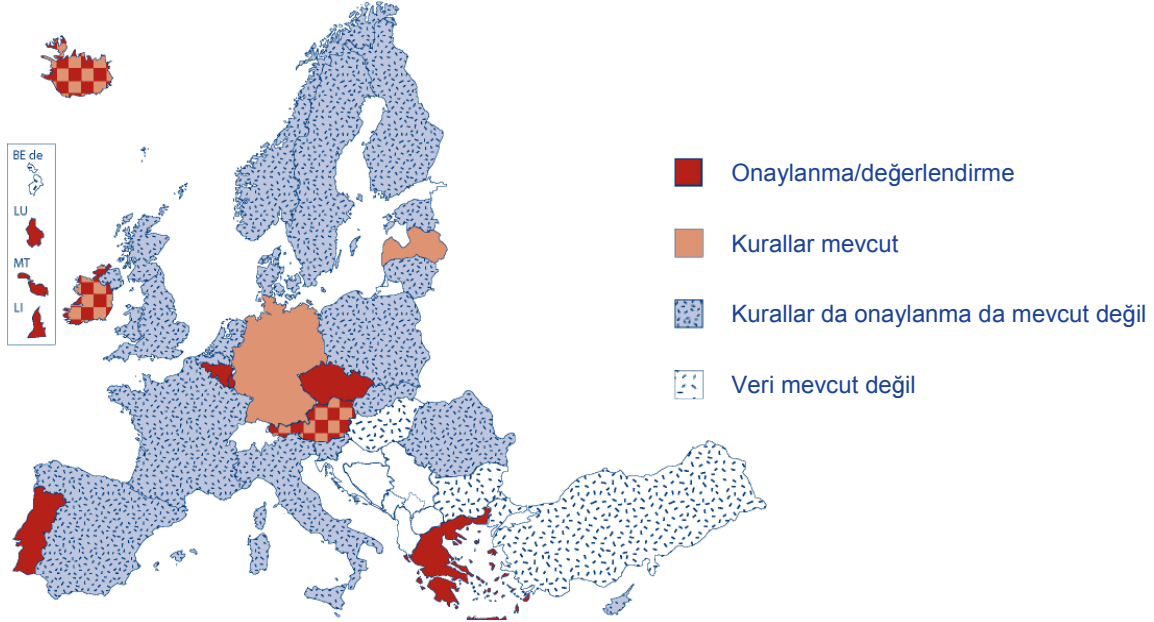 BE de
LU
MT
LI
Onaylanma/değerlendirme
Kurallar mevcut
Kurallar da onaylanma da mevcut değil
Veri mevcut değil